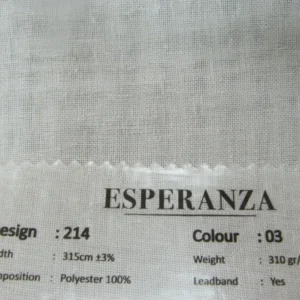 ESPERANZA
esign : 214 Colour : 03
dth : 315cm ±3% Weight : 310 gr/
position : Polyester 100% Leadband : Yes